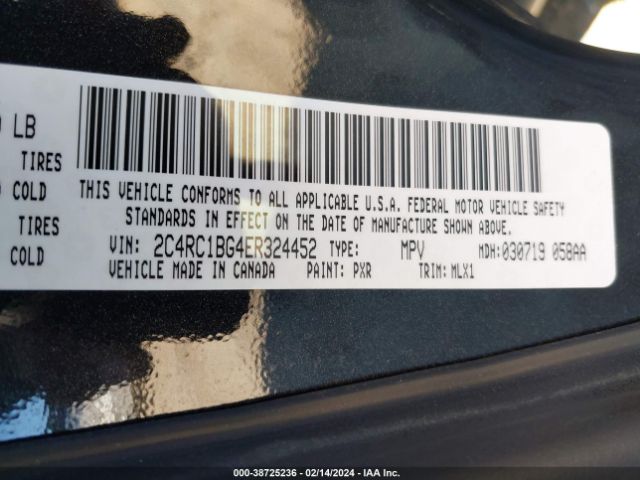 LB
TIRES
COLD
TIRES
COLD
THIS VEHICLE CONFORMS TO ALL APPLICABLE U.S.A. FEDERAL MOTOR VEHICLE SAFETY
STANDARDS IN EFFECT ON THE DATE OF MANUFACTURE SHOWN ABOVE.
VIN: 2C4RC1BG4ER324452 TYPE: MPV MDH:030719 058AA
VEHICLE MADE IN CANADA PAINT: PXR TRIM: MLX1
000-38725236 - 02/14/2024 - IAA Inc.